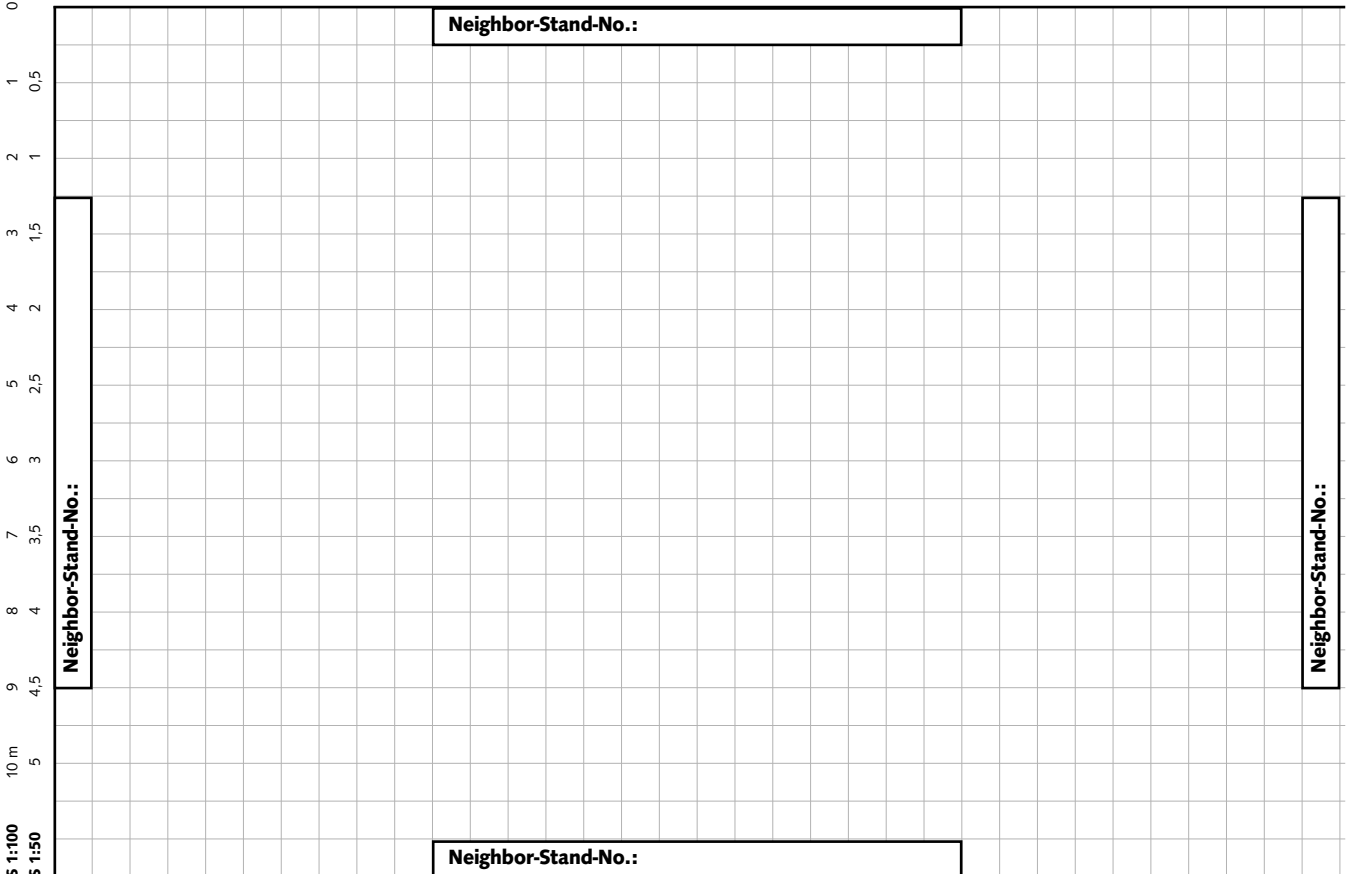 Neighbor-Stand-No.:
0
1 0,5
2 1
3 1,5
4 2
5 2,5
6 3
7 3,5
8 4
9 4,5
10 m 5
S 1:100
S 1:50
Neighbor-Stand-No.:
Neighbor-Stand-No.:
Neighbor-Stand-No.: